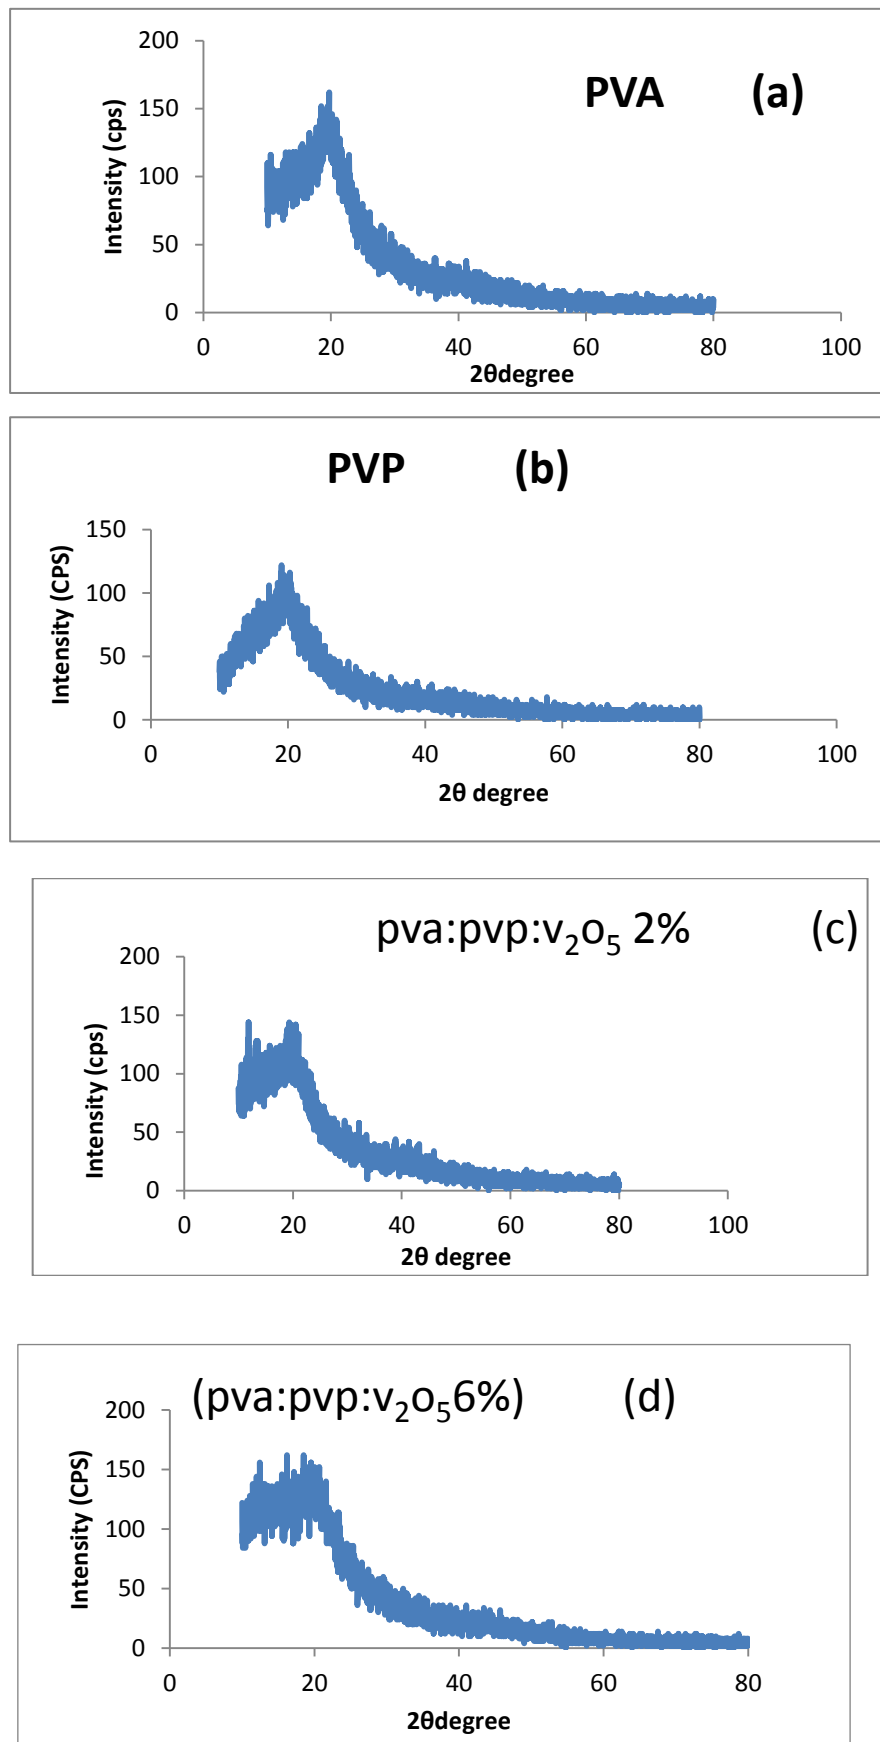 PVA (a)
200
150
100
50
0
Intensity (cps)
0 20 40 60 80 100
2θdegree
PVP (b)
150
100
50
0
Intensity (CPS)
0 20 40 60 80 100
2θ degree
pva:pvp:v₂o₅ 2% (c)
200
150
100
50
0
Intensity (cps)
0 20 40 60 80 100
2θ degree
(pva:pvp:v₂o₅6%) (d)
200
150
100
50
0
Intensity (CPS)
0 20 40 60 80
2θdegree